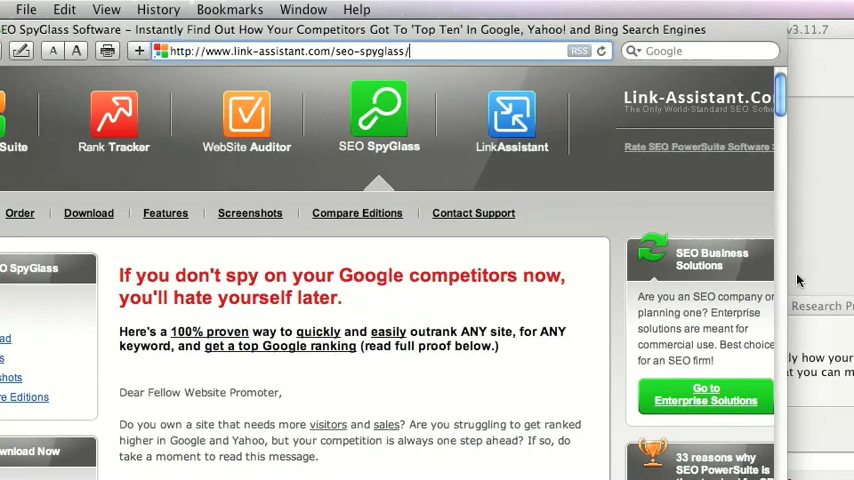 File Edit View History Bookmarks Window Help
EO SpyGlass Software - Instantly Find Out How Your Competitors Got To 'Top Ten' In Google, Yahoo! and Bing Search Engines
v3.11.7
A A + http://www.link-assistant.com/seo-spyglass/ RSS Google
Link-Assistant.Co
The Only World-Standard SEO Softw
Suite Rank Tracker WebSite Auditor SEO SpyGlass LinkAssistant
Rate SEO PowerSuite Software
Order Download Features Screenshots Compare Editions Contact Support
O SpyGlass
If you don't spy on your Google competitors now,
you'll hate yourself later.
SEO Business
Solutions
Here's a 100% proven way to quickly and easily outrank ANY site, for ANY
keyword, and get a top Google ranking (read full proof below.)
Are you an SEO company or
planning one? Enterprise
solutions are meant for
commercial use. Best choice
for an SEO firm!
Research P
ly how your
at you can m
ad
s
shots
re Editions
Go to
Enterprise Solutions
Dear Fellow Website Promoter,
Do you own a site that needs more visitors and sales? Are you struggling to get ranked
higher in Google and Yahoo, but your competition is always one step ahead? If so, do
take a moment to read this message.
wnload Now
33 reasons why
SEO PowerSuite is